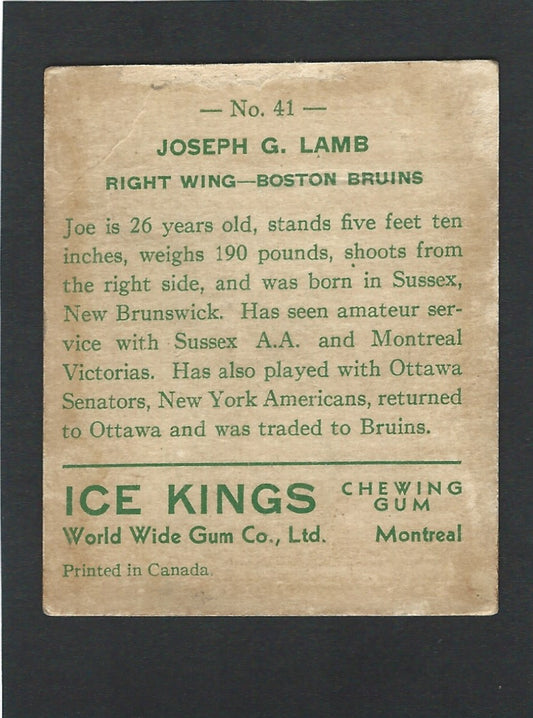 — No. 41 —
JOSEPH G. LAMB
RIGHT WING—BOSTON BRUINS
Joe is 26 years old, stands five feet ten
inches, weighs 190 pounds, shoots from
the right side, and was born in Sussex,
New Brunswick. Has seen amateur ser-
vice with Sussex A.A. and Montreal
Victorias. Has also played with Ottawa
Senators, New York Americans, returned
to Ottawa and was traded to Bruins.
ICE KINGS CHEWING GUM
World Wide Gum Co., Ltd. Montreal
Printed in Canada.